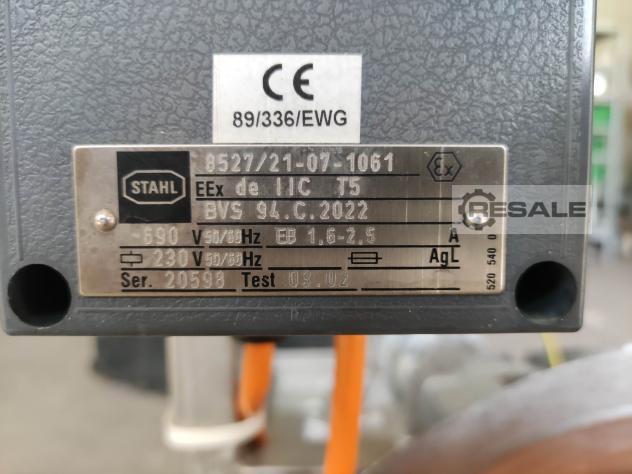 CE
89/336/EWG
8527/21-07-1061
Ex
STAHL
EEx de IIC T5
RESALE
BVS 94.C.2022
~690 V 50/60 Hz EB 1,6-2,5 A
230 V 50/60 Hz AgL
Ser. 20598 Test 03.02
520 540 0